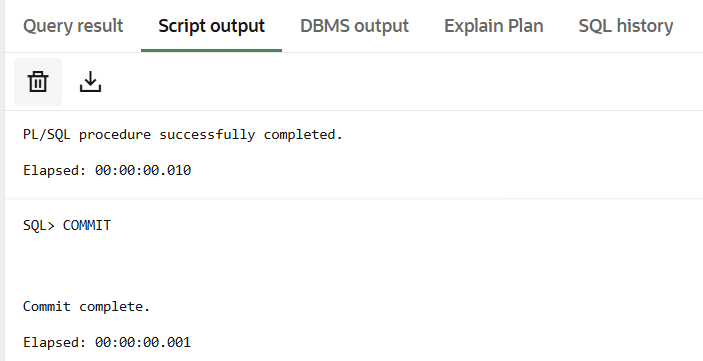 Query result Script output DBMS output Explain Plan SQL history
PL/SQL procedure successfully completed.
Elapsed: 00:00:00.010
SQL> COMMIT
Commit complete.
Elapsed: 00:00:00.001